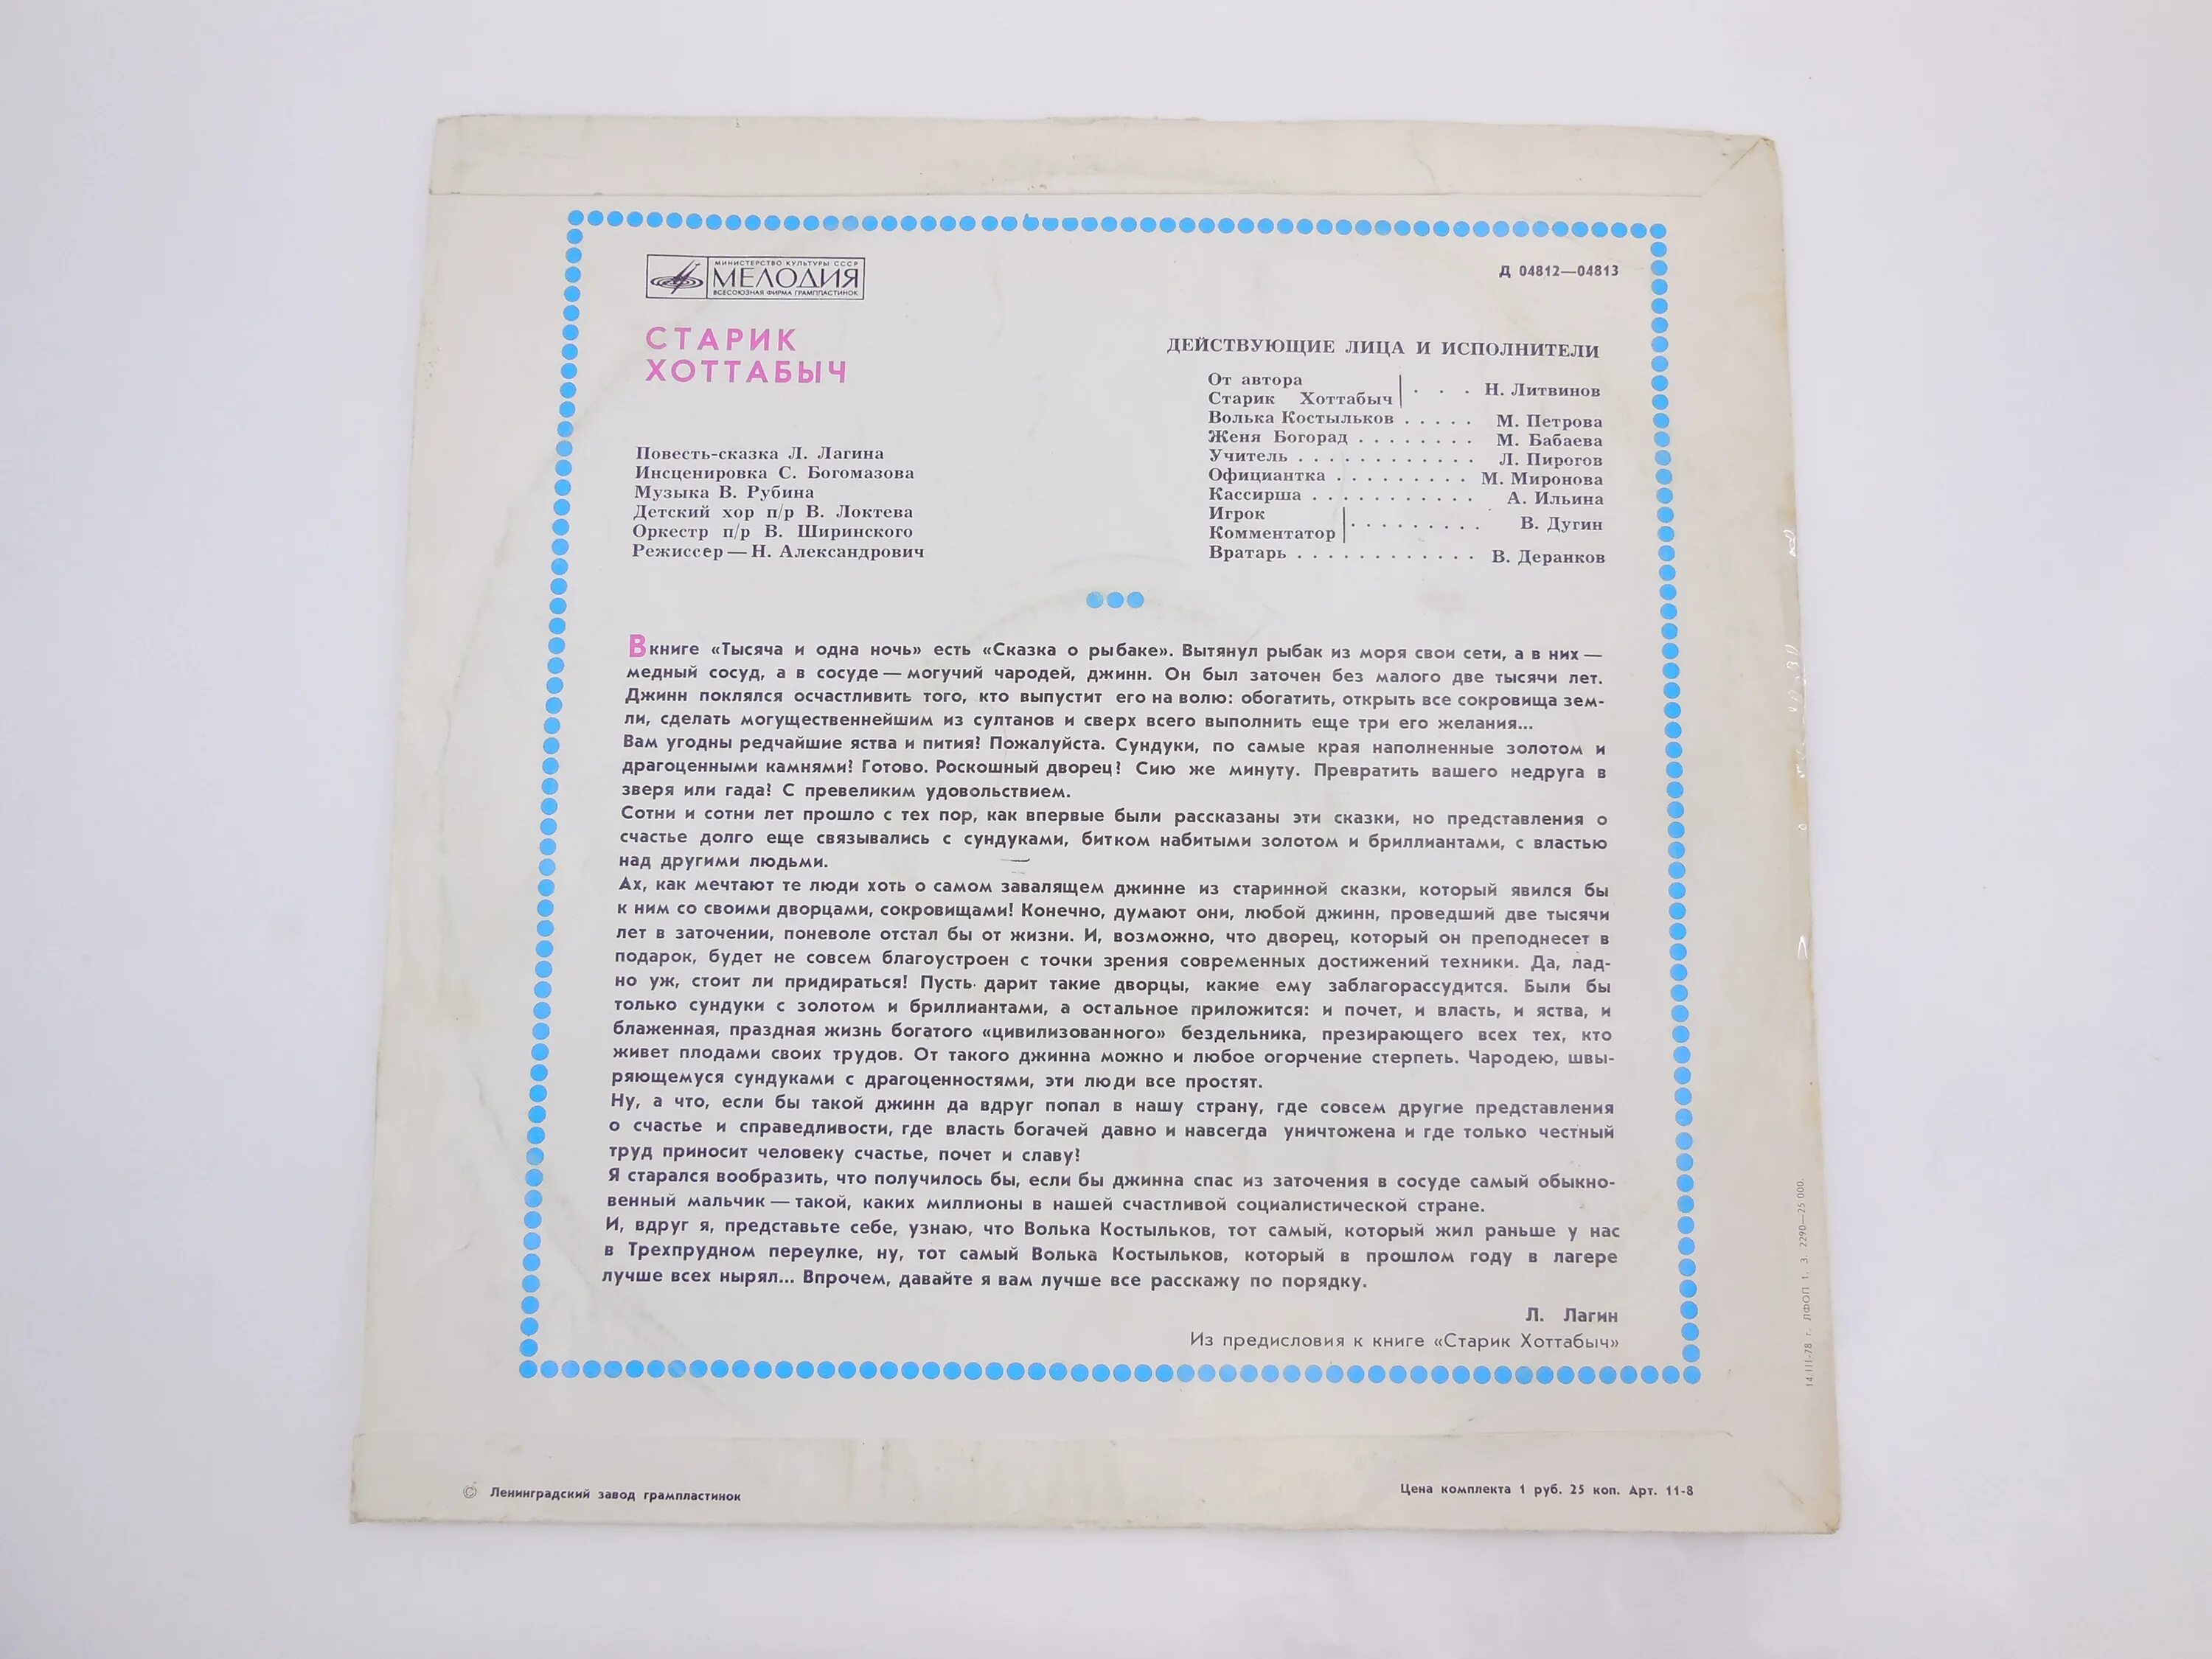 МИНИСТЕРСТВО КУЛЬТУРЫ СССР
МЕЛОДИЯ
ВСЕСОЮЗНАЯ ФИРМА ГРАМПЛАСТИНОК
Д 04812—04813
СТАРИК
ХОТТАБЫЧ
Повесть-сказка Л. Лагина
Инсценировка С. Богомазова
Музыка В. Рубина
Детский хор п/р В. Локтева
Оркестр п/р В. Ширинского
Режиссер — Н. Александрович
ДЕЙСТВУЮЩИЕ ЛИЦА И ИСПОЛНИТЕЛИ
От автора
Старик Хоттабыч . . . Н. Литвинов
Волька Костыльков . . . . . М. Петрова
Женя Богорад . . . . . . . . М. Бабаева
Учитель . . . . . . . . . . . . Л. Пирогов
Официантка . . . . . . . . . М. Миронова
Кассирша . . . . . . . . . . . А. Ильина
Игрок
Комментатор . . . . . . . . . В. Дугин
Вратарь . . . . . . . . . . . . В. Деранков
В книге «Тысяча и одна ночь» есть «Сказка о рыбаке». Вытянул рыбак из моря свои сети, а в них —
медный сосуд, а в сосуде — могучий чародей, джинн. Он был заточен без малого две тысячи лет.
Джинн поклялся осчастливить того, кто выпустит его на волю: обогатить, открыть все сокровища зем-
ли, сделать могущественнейшим из султанов и сверх всего выполнить еще три его желания...
Вам угодны редчайшие яства и пития? Пожалуйста. Сундуки, по самые края наполненные золотом и
драгоценными камнями? Готово. Роскошный дворец? Сию же минуту. Превратить вашего недруга в
зверя или гада? С превеликим удовольствием.
Сотни и сотни лет прошло с тех пор, как впервые были рассказаны эти сказки, но представления о
счастье долго еще связывались с сундуками, битком набитыми золотом и бриллиантами, с властью
над другими людьми.
Ах, как мечтают те люди хоть о самом завалящем джинне из старинной сказки, который явился бы
к ним со своими дворцами, сокровищами! Конечно, думают они, любой джинн, проведший две тысячи
лет в заточении, поневоле отстал бы от жизни. И, возможно, что дворец, который он преподнесет в
подарок, будет не совсем благоустроен с точки зрения современных достижений техники. Да, лад-
но уж, стоит ли придираться! Пусть дарит такие дворцы, какие ему заблагорассудится. Были бы
только сундуки с золотом и бриллиантами, а остальное приложится: и почет, и власть, и яства, и
блаженная, праздная жизнь богатого «цивилизованного» бездельника, презирающего всех тех, кто
живет плодами своих трудов. От такого джинна можно и любое огорчение стерпеть. Чародею, швы-
ряющемуся сундуками с драгоценностями, эти люди все простят.
Ну, а что, если бы такой джинн да вдруг попал в нашу страну, где совсем другие представления
о счастье и справедливости, где власть богачей давно и навсегда уничтожена и где только честный
труд приносит человеку счастье, почет и славу?
Я старался вообразить, что получилось бы, если бы джинна спас из заточения в сосуде самый обыкно-
венный мальчик — такой, каких миллионы в нашей счастливой социалистической стране.
И, вдруг я, представьте себе, узнаю, что Волька Костыльков, тот самый, который жил раньше у нас
в Трехпрудном переулке, ну, тот самый Волька Костыльков, который в прошлом году в лагере
лучше всех нырял... Впрочем, давайте я вам лучше все расскажу по порядку.
Л. Лагин
Из предисловия к книге «Старик Хоттабыч»
© Ленинградский завод грампластинок
Цена комплекта 1 руб. 25 коп. Арт. 11-8
14/III-78 г. ЛФОП 1. З. 2290—25 000.